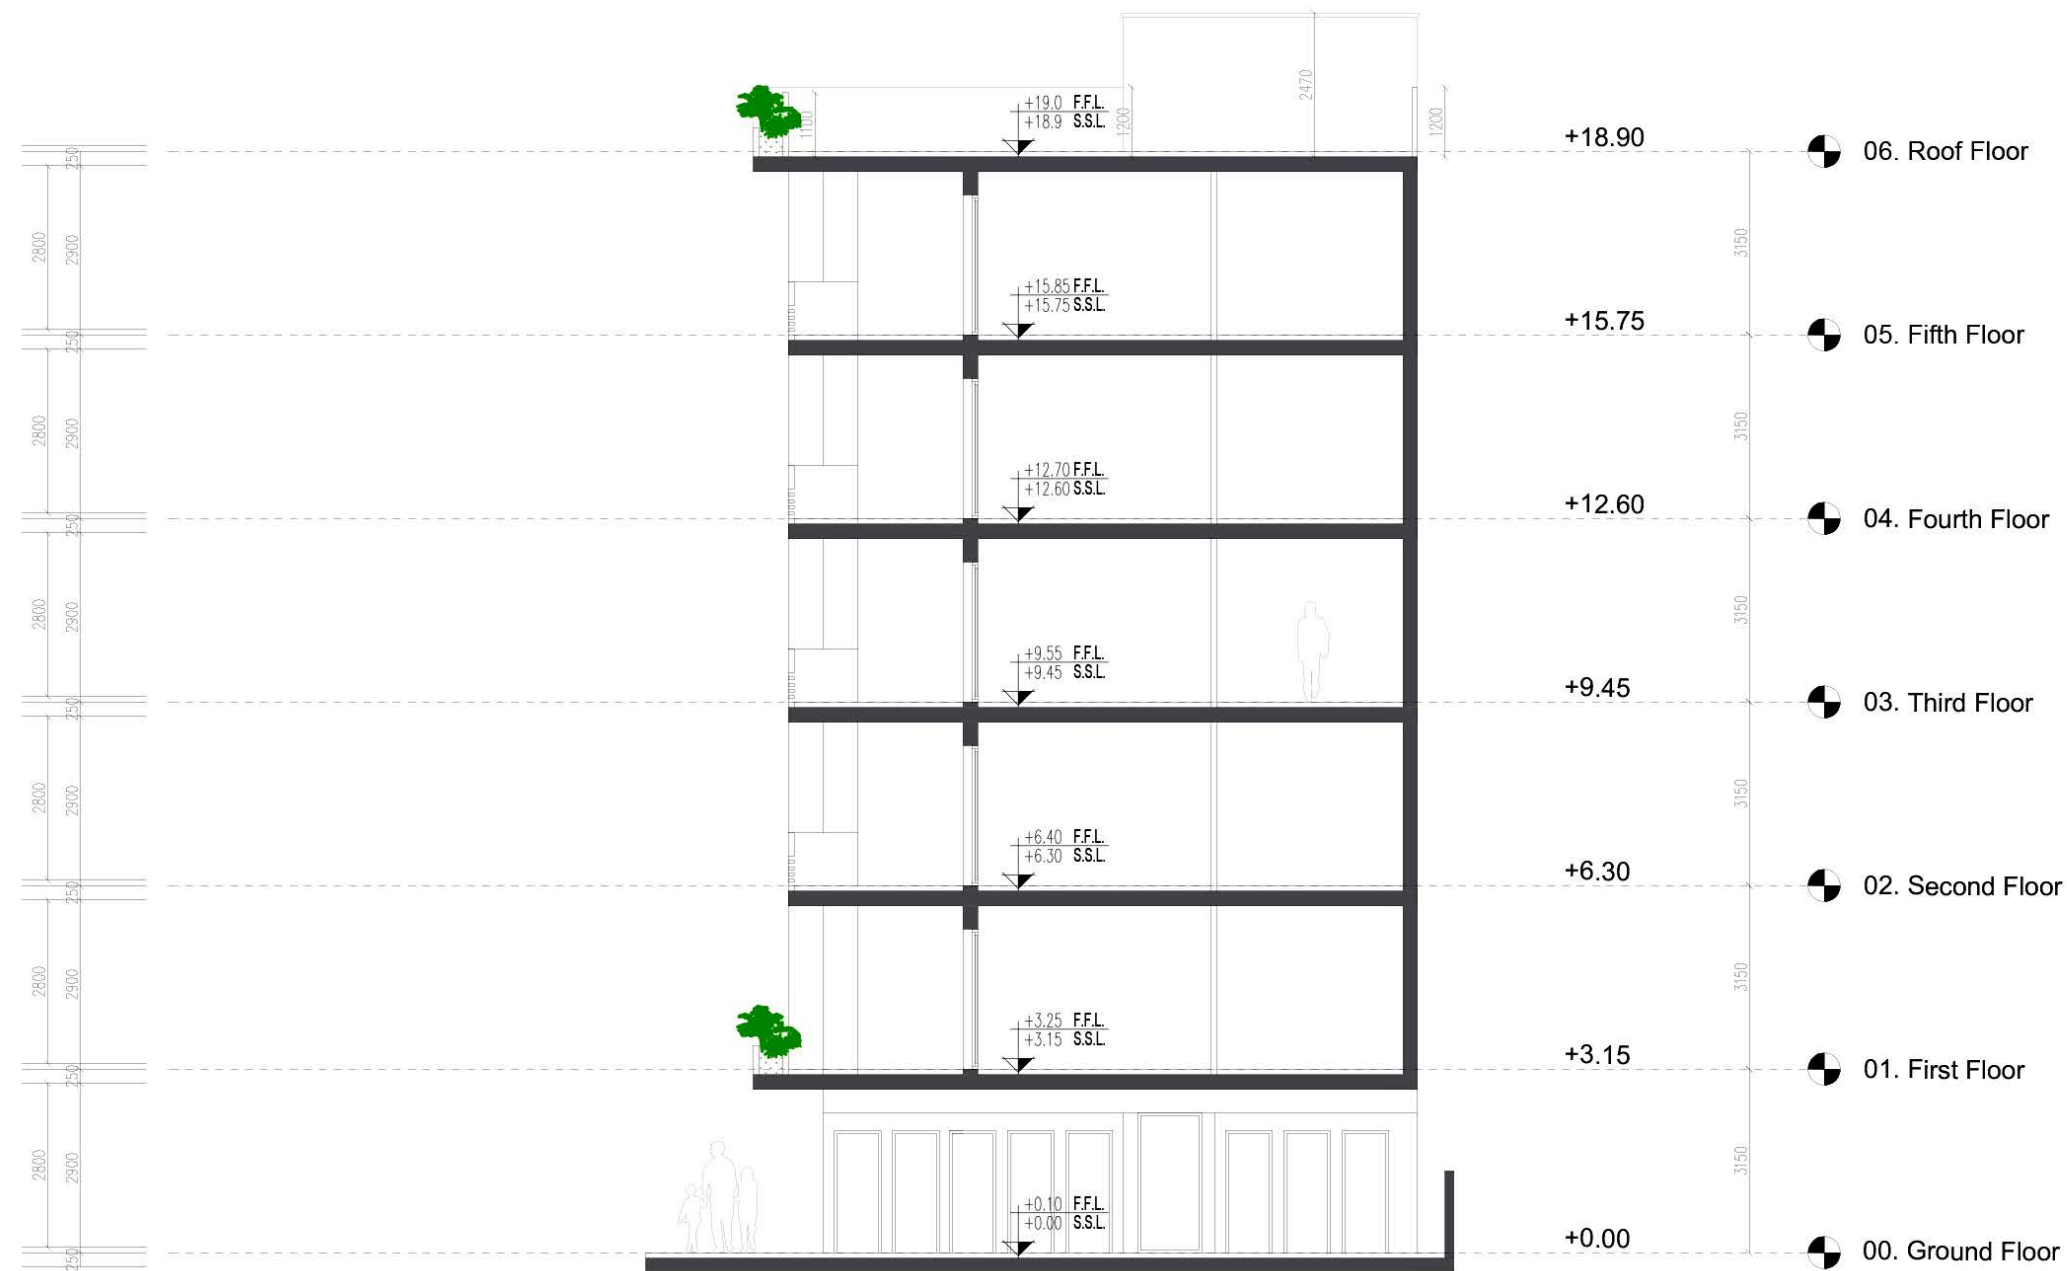 2470
+19.0 F.F.L.
+18.9 S.S.L.
1100
1200
1200
+18.90
06. Roof Floor
250
2800
2900
3150
+15.85 F.F.L.
+15.75 S.S.L.
+15.75
05. Fifth Floor
250
2800
2900
3150
+12.70 F.F.L.
+12.60 S.S.L.
+12.60
04. Fourth Floor
250
2800
2900
3150
+9.55 F.F.L.
+9.45 S.S.L.
+9.45
03. Third Floor
250
2800
2900
3150
+6.40 F.F.L.
+6.30 S.S.L.
+6.30
02. Second Floor
250
2800
2900
3150
+3.25 F.F.L.
+3.15 S.S.L.
+3.15
01. First Floor
250
2800
2900
3150
+0.10 F.F.L.
+0.00 S.S.L.
+0.00
00. Ground Floor
250